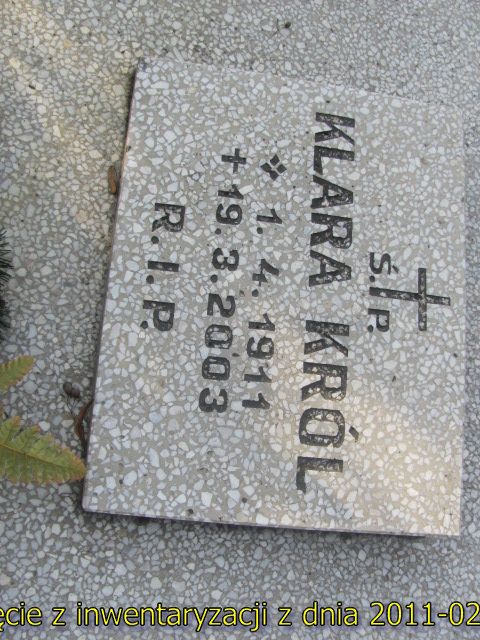 Ś.P.
KLARA KRÓL
❖ 1. 4. 1911
+ 19. 3. 2003
R. I. P.
ęcie z inwentaryzacji z dnia 2011-02